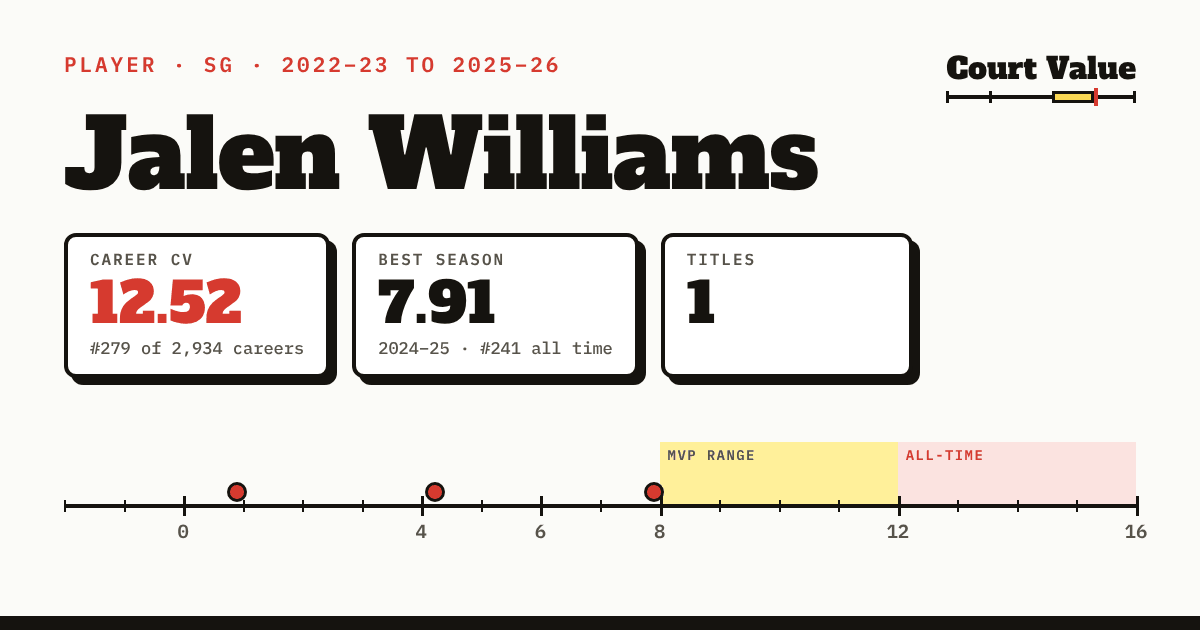 PLAYER · SG · 2022–23 TO 2025–26
Court Value
Jalen Williams
CAREER CV
12.52
#279 of 2,934 careers
BEST SEASON
7.91
2024–25 · #241 all time
TITLES
1
MVP RANGE
ALL-TIME
0 4 6 8 12 16